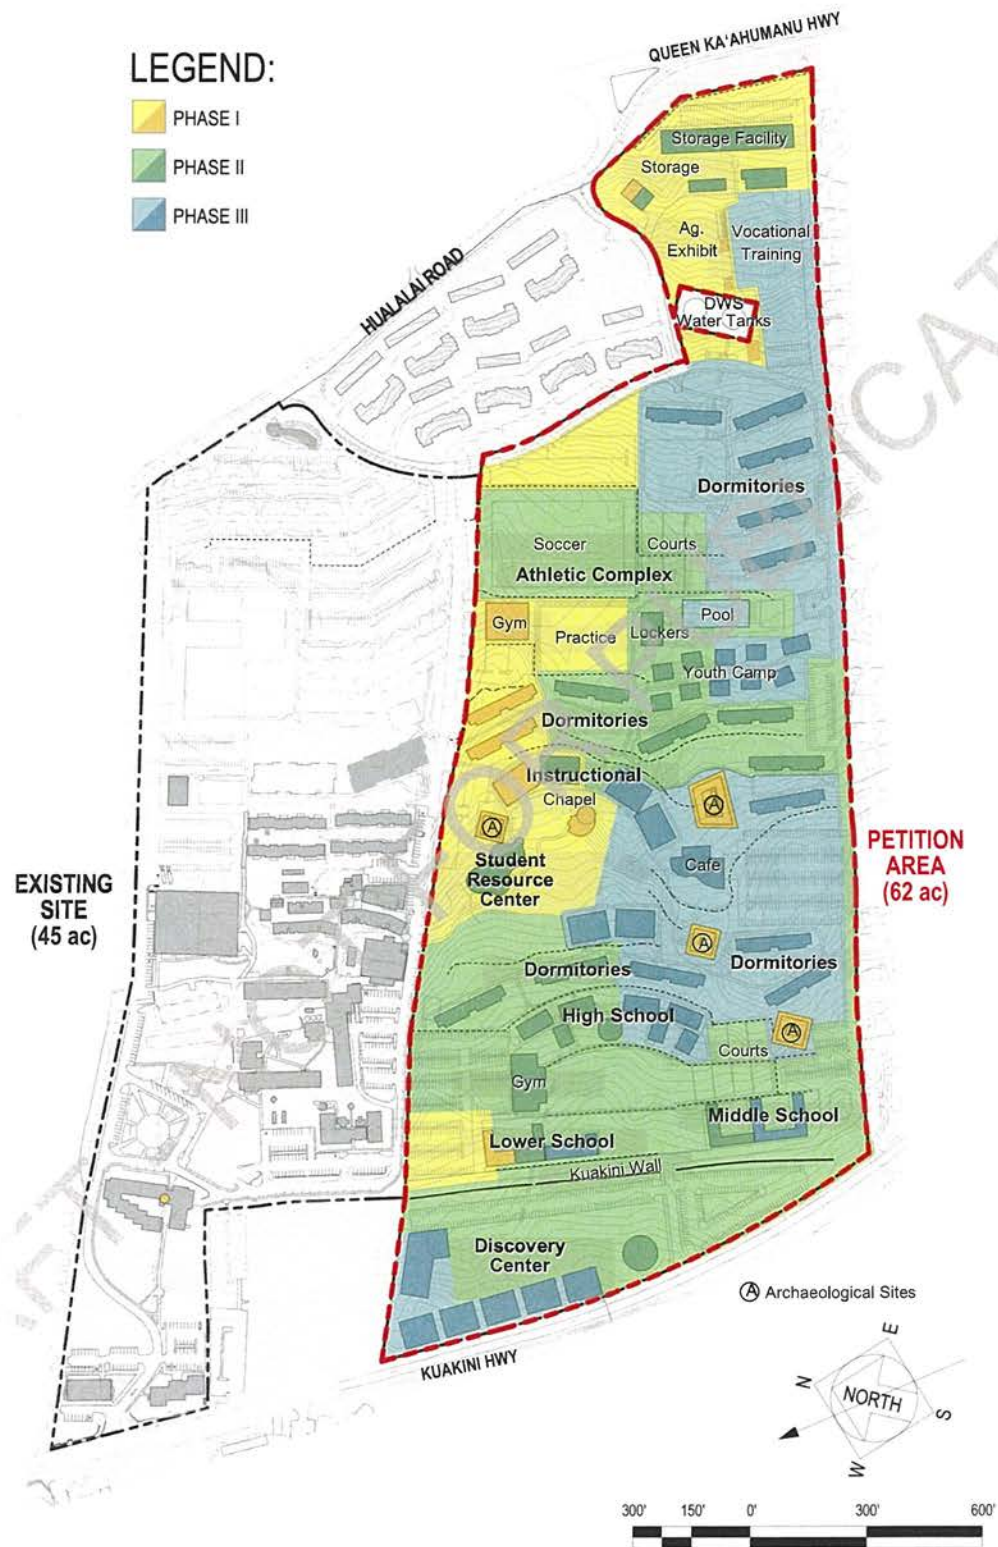 QUEEN KA'AHUMANU HWY
LEGEND:
PHASE I
PHASE II
PHASE III
Storage Facility
Storage
Ag.
Exhibit
Vocational
Training
HUALALAI ROAD
DWS
Water Tanks
Dormitories
Soccer
Courts
Athletic Complex
Gym
Practice
Lockers
Pool
Youth Camp
Dormitories
Instructional
Chapel
A
A
Student
Resource
Center
Cafe
PETITION
AREA
(62 ac)
EXISTING
SITE
(45 ac)
A
Dormitories
Dormitories
High School
A
Courts
Gym
Middle School
Lower School
Kuakini Wall
Discovery
Center
A Archaeological Sites
KUAKINI HWY
E
N
NORTH
S
W
300' 150' 0' 300' 600'